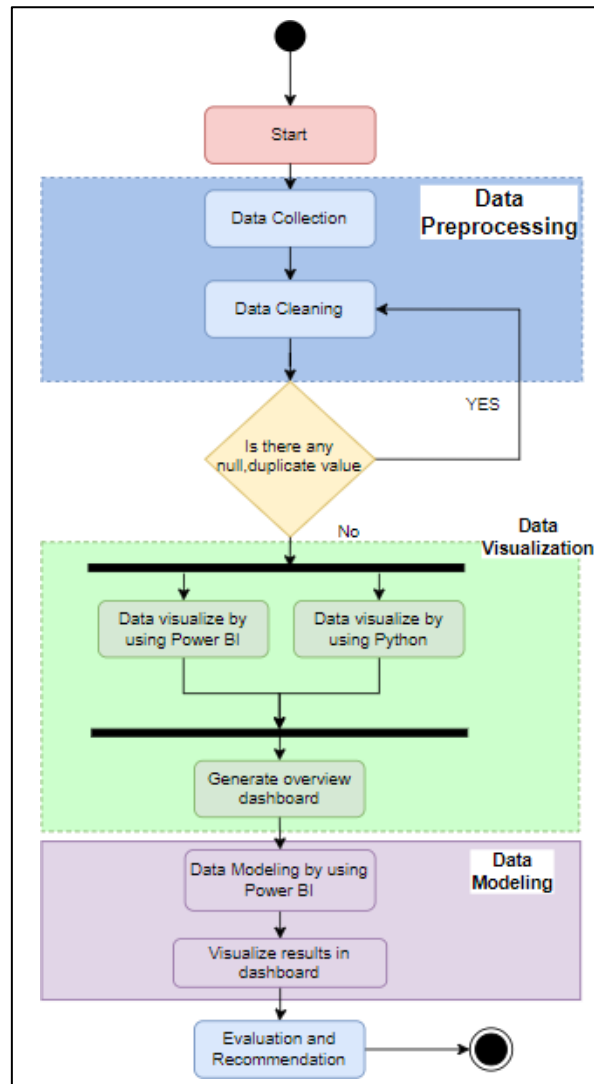 Start
Data
Preprocessing
Data Collection
Data Cleaning
YES
Is there any
null,duplicate value
No
Data
Visualization
Data visualize by
using Power BI
Data visualize by
using Python
Generate overview
dashboard
Data
Modeling
Data Modeling by using
Power BI
Visualize results in
dashboard
Evaluation and
Recommendation